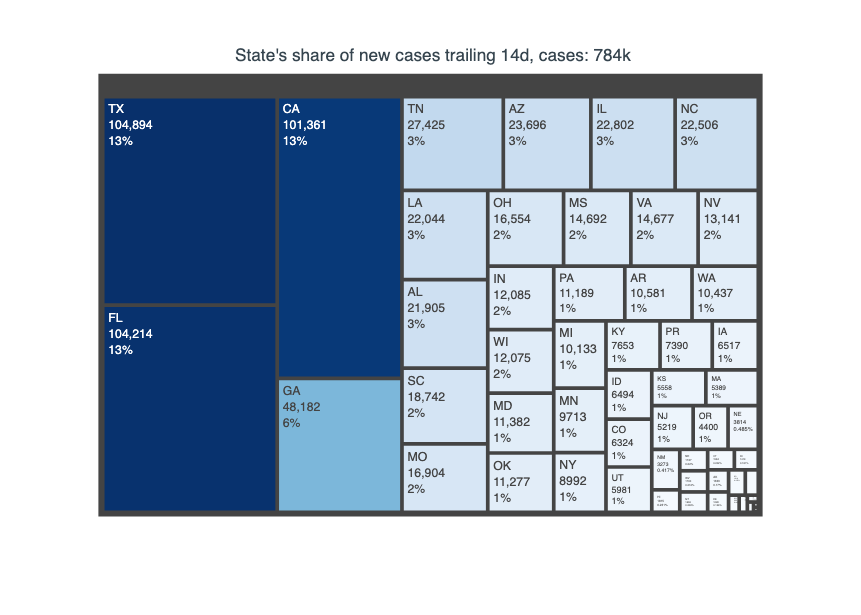 State's share of new cases trailing 14d, cases: 784k
TX
104,894
13%
FL
104,214
13%
CA
101,361
13%
GA
48,182
6%
TN
27,425
3%
AZ
23,696
3%
IL
22,802
3%
NC
22,506
3%
LA
22,044
3%
AL
21,905
3%
SC
18,742
2%
MO
16,904
2%
OH
16,554
2%
MS
14,692
2%
VA
14,677
2%
NV
13,141
2%
IN
12,085
2%
WI
12,075
2%
MD
11,382
1%
OK
11,277
1%
PA
11,189
1%
AR
10,581
1%
WA
10,437
1%
MI
10,133
1%
MN
9713
1%
NY
8992
1%
KY
7653
1%
PR
7390
1%
IA
6517
1%
ID
6494
1%
CO
6324
1%
UT
5981
1%
KS
5558
1%
MA
5389
1%
NJ
5219
1%
OR
4400
1%
NE
3814
0.485%
NM
3273
0.417%